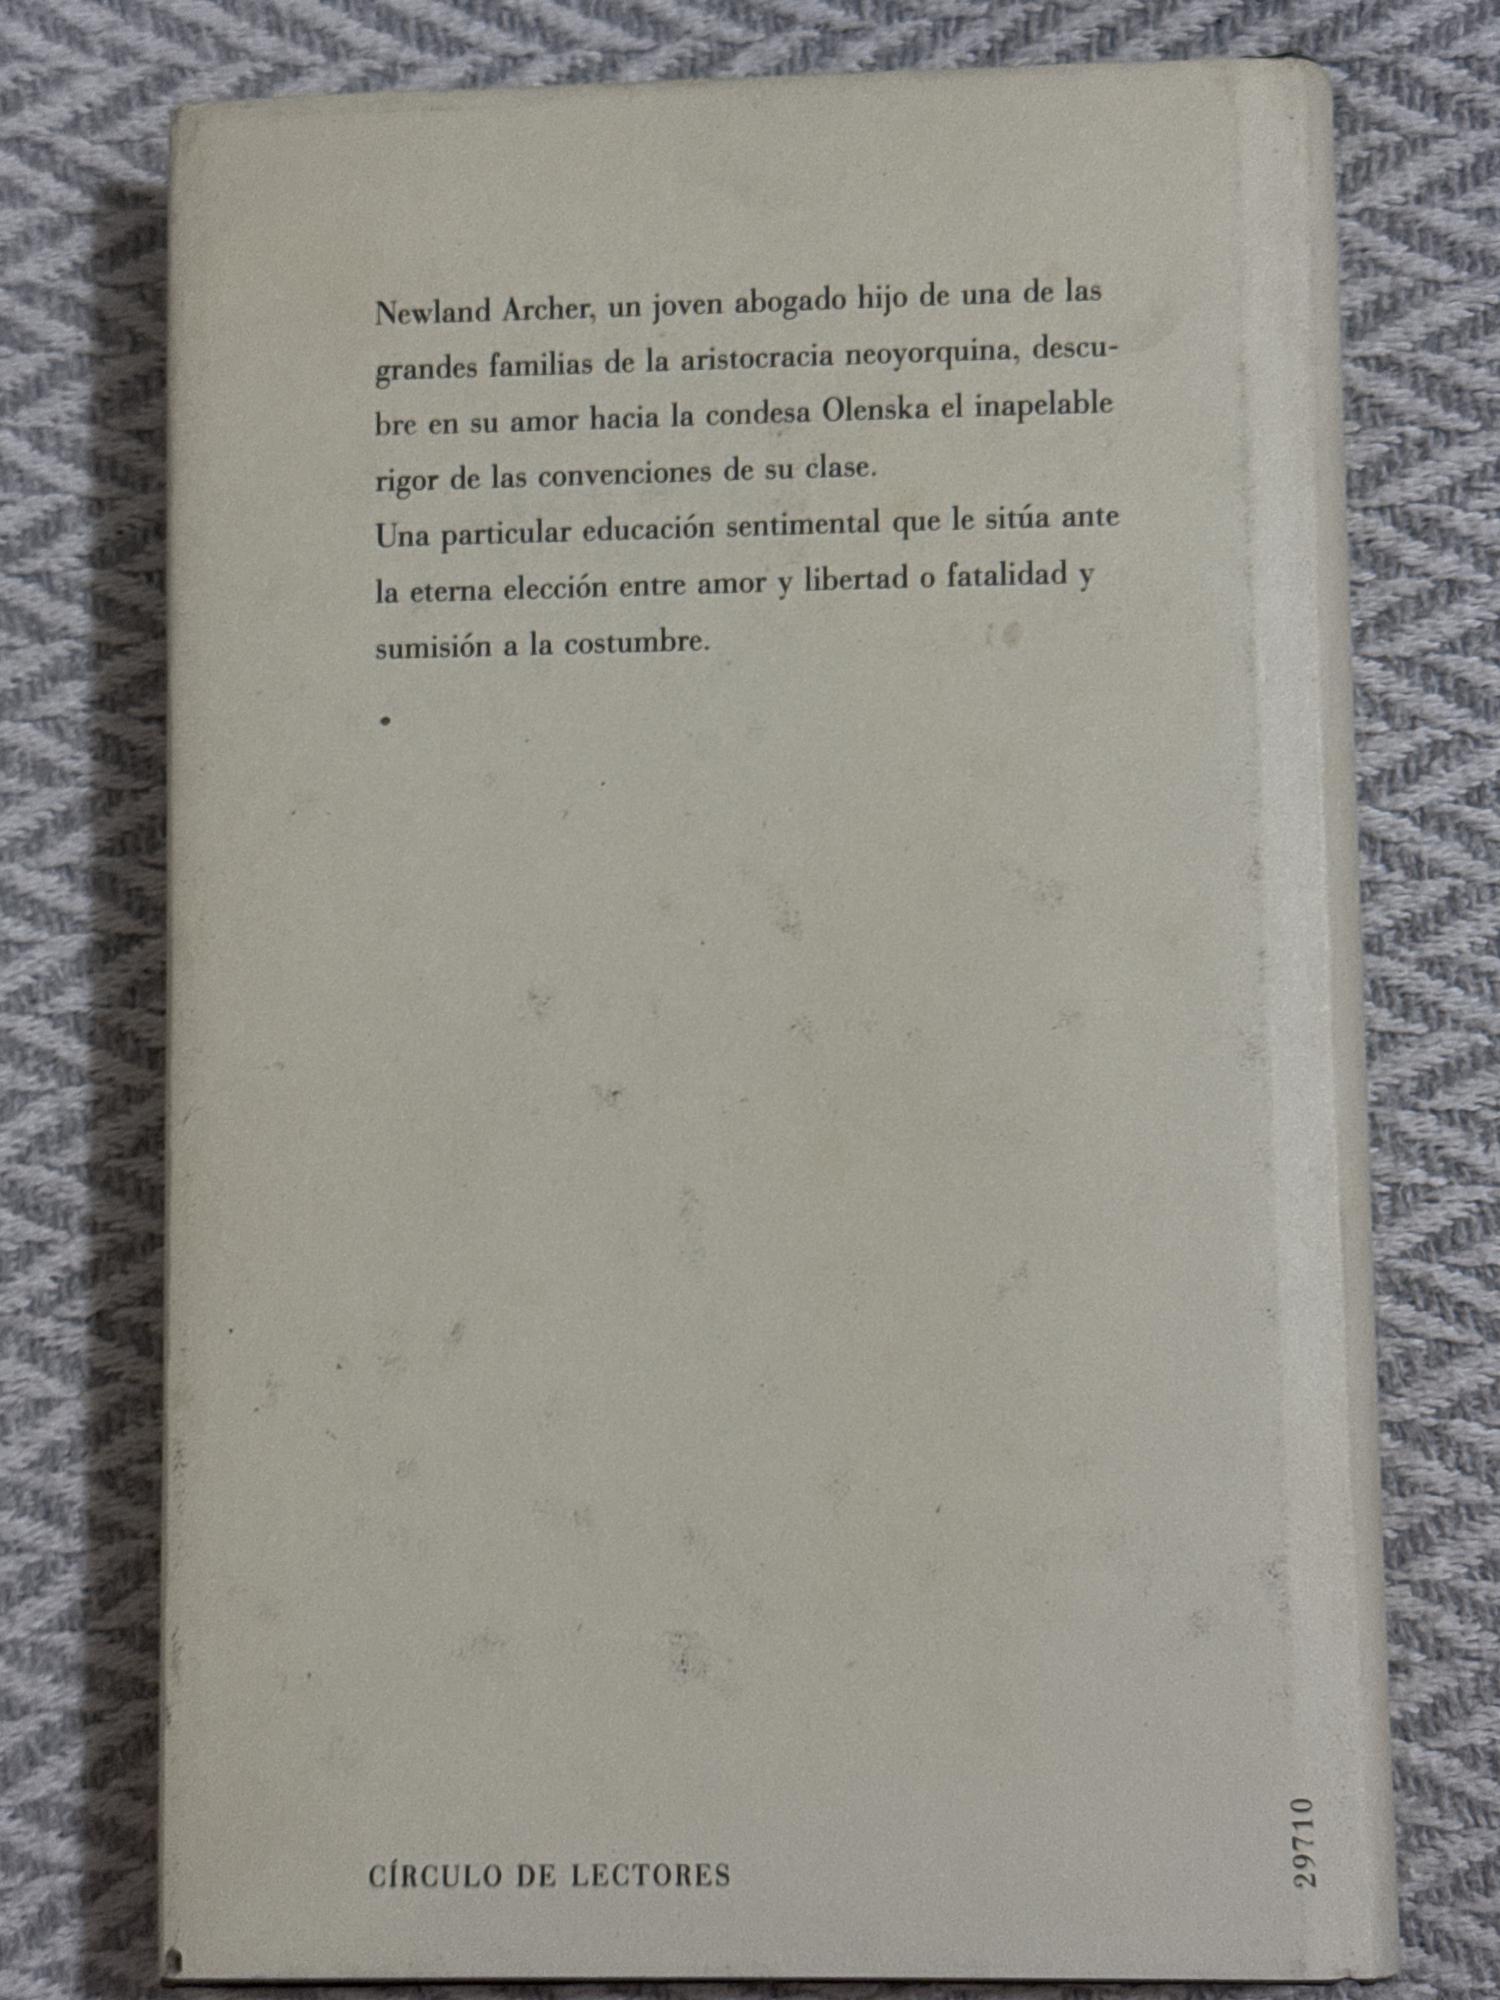 Newland Archer, un joven abogado hijo de una de las
grandes familias de la aristocracia neoyorquina, descu-
bre en su amor hacia la condesa Olenska el inapelable
rigor de las convenciones de su clase.
Una particular educación sentimental que le sitúa ante
la eterna elección entre amor y libertad o fatalidad y
sumisión a la costumbre.
CÍRCULO DE LECTORES
29710